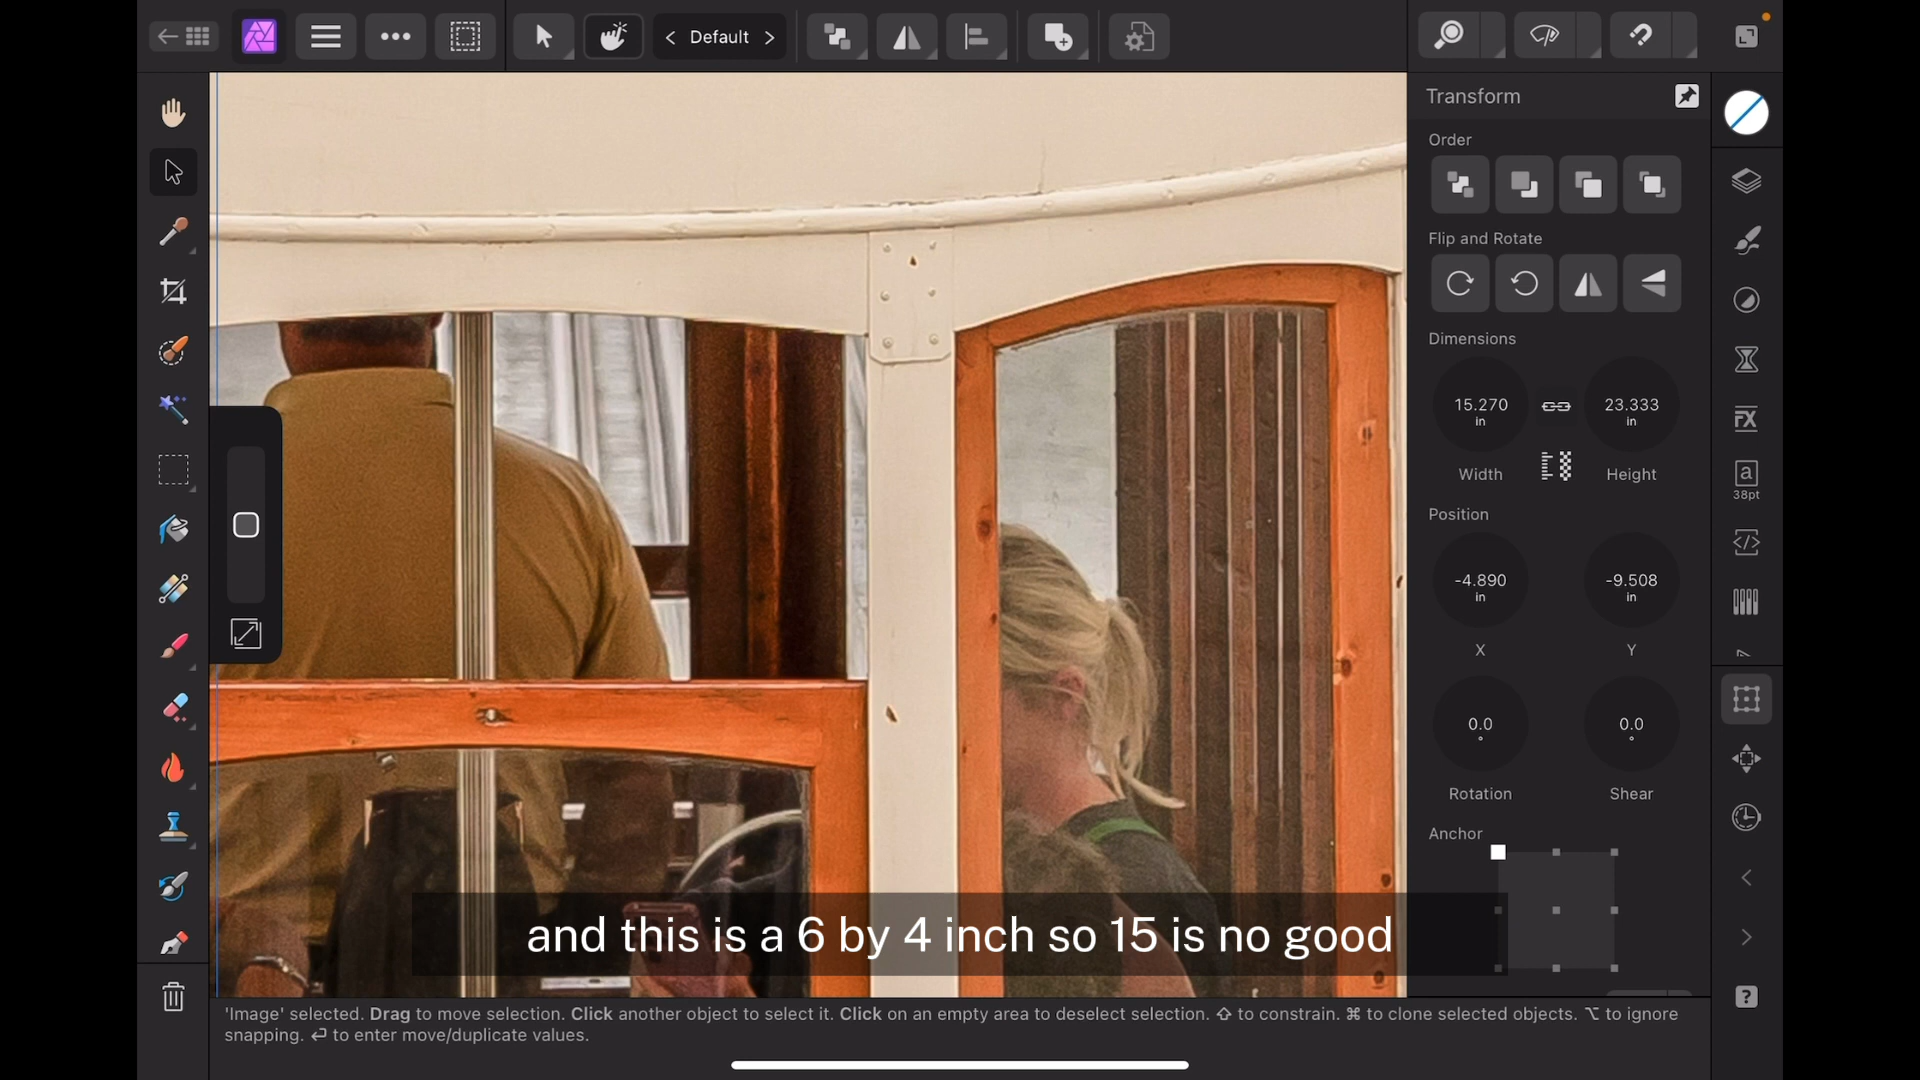 Default
Transform
Order
Flip and Rotate
Dimensions
15.270
in
23.333
in
Width
Height
Position
-4.890
in
-9.508
in
X
Y
0.0
°
0.0
°
Rotation
Shear
Anchor
FX
a
38pt
?
and this is a 6 by 4 inch so 15 is no good
'Image' selected. Drag to move selection. Click another object to select it. Click on an empty area to deselect selection. ⇧ to constrain. ⌘ to clone selected objects. ⌥ to ignore
snapping. ↩ to enter move/duplicate values.